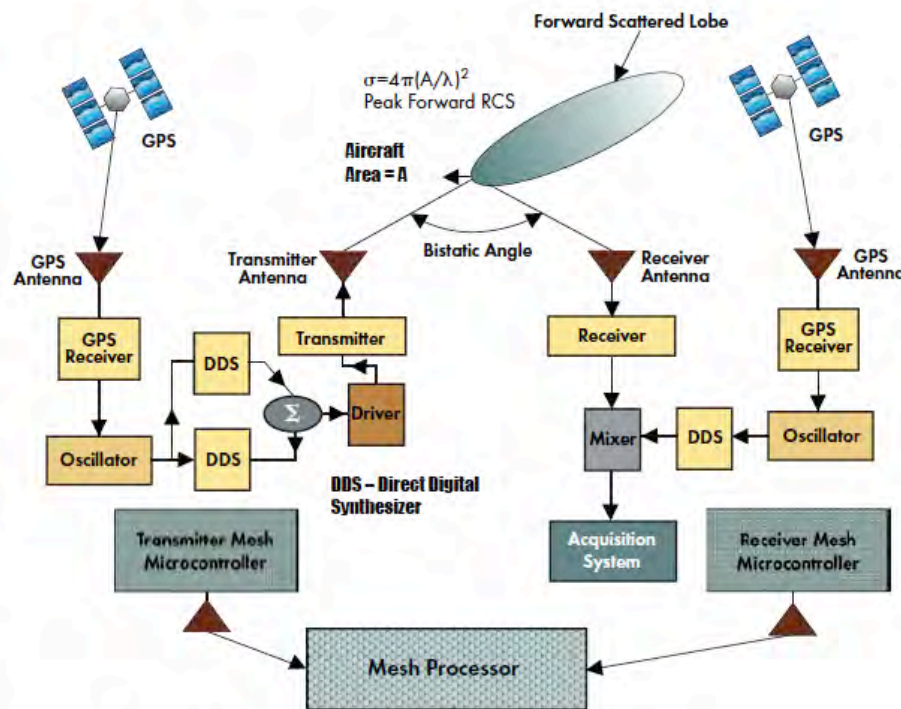 Forward Scattered Lobe
σ=4π(A/λ)²
Peak Forward RCS
GPS
GPS
Aircraft
Area = A
Bistatic Angle
GPS
Antenna
Transmitter
Antenna
Receiver
Antenna
GPS
Antenna
GPS
Receiver
DDS
Transmitter
Receiver
GPS
Receiver
Σ
Driver
Oscillator
DDS
Mixer
DDS
Oscillator
DDS – Direct Digital
Synthesizer
Transmitter Mesh
Microcontroller
Acquisition
System
Receiver Mesh
Microcontroller
Mesh Processor